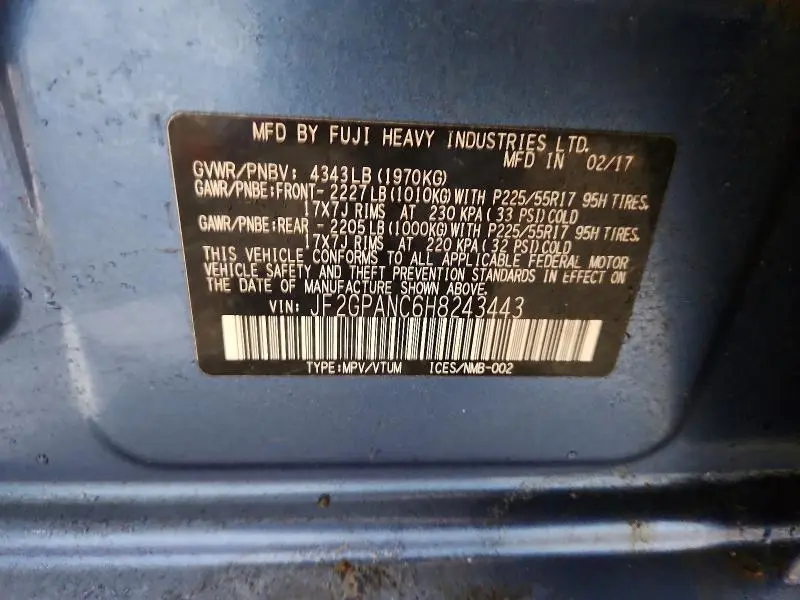 MFD BY FUJI HEAVY INDUSTRIES LTD.
MFD IN 02/17
GVWR/PNBV: 4343LB(1970KG)
GAWR/PNBE:FRONT-2227LB(1010KG)WITH P225/55R17 95H TIRES,
17X7J RIMS AT 230 KPA(33 PSI)COLD
GAWR/PNBE:REAR -2205LB(1000KG)WITH P225/55R17 95H TIRES,
17X7J RIMS AT 220 KPA(32 PSI)COLD
THIS VEHICLE CONFORMS TO ALL APPLICABLE FEDERAL MOTOR
VEHICLE SAFETY AND THEFT PREVENTION STANDARDS IN EFFECT ON
THE DATE OF MANUFACTURE SHOWN ABOVE.
VIN: JF2GPANC6H8243443
TYPE:MPV/VTUM ICES/NMB-002